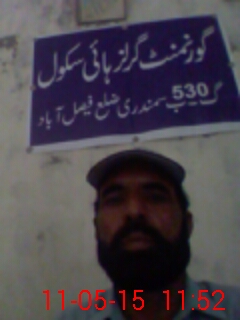 گورنمنٹ گرلز ہائی سکول
530 گ ب سمندری ضلع فیصل آباد
11-05-15 11:52